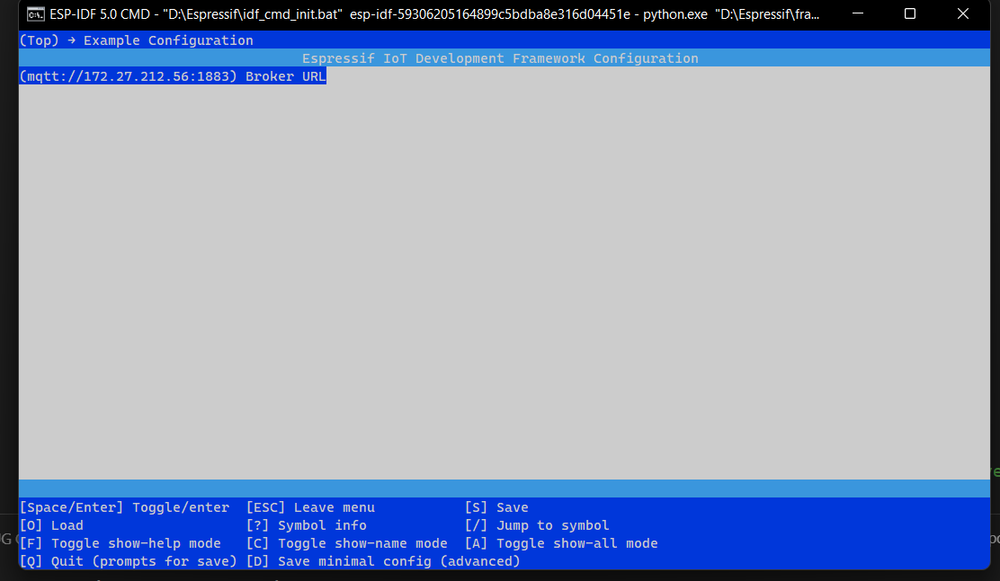 ESP-IDF 5.0 CMD - "D:\Espressif\idf_cmd_init.bat"  esp-idf-59306205164899c5bdba8e316d04451e - python.exe  "D:\Espressif\fra...
(Top) → Example Configuration
Espressif IoT Development Framework Configuration
(mqtt://172.27.212.56:1883) Broker URL
[Space/Enter] Toggle/enter  [ESC] Leave menu           [S] Save
[O] Load                    [?] Symbol info            [/] Jump to symbol
[F] Toggle show-help mode   [C] Toggle show-name mode  [A] Toggle show-all mode
[Q] Quit (prompts for save) [D] Save minimal config (advanced)